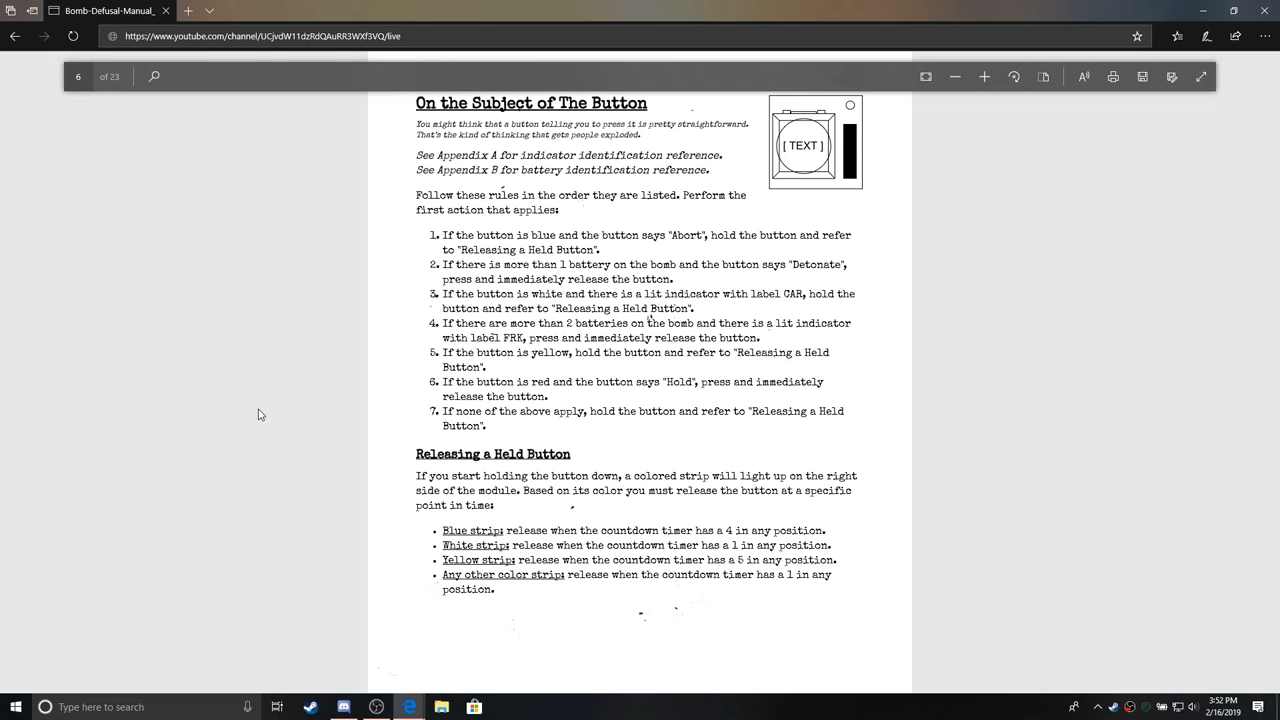 Bomb-Defusal-Manual_
https://www.youtube.com/channel/UCjvdW11dzRdQAuRR3WXf3VQ/live
6 of 23
On the Subject of The Button
You might think that a button telling you to press it is pretty straightforward.
That's the kind of thinking that gets people exploded.
[ TEXT ]
See Appendix A for indicator identification reference.
See Appendix B for battery identification reference.
Follow these rules in the order they are listed. Perform the
first action that applies:
1. If the button is blue and the button says "Abort", hold the button and refer
to "Releasing a Held Button".
2. If there is more than 1 battery on the bomb and the button says "Detonate",
press and immediately release the button.
3. If the button is white and there is a lit indicator with label CAR, hold the
button and refer to "Releasing a Held Button".
4. If there are more than 2 batteries on the bomb and there is a lit indicator
with label FRK, press and immediately release the button.
5. If the button is yellow, hold the button and refer to "Releasing a Held
Button".
6. If the button is red and the button says "Hold", press and immediately
release the button.
7. If none of the above apply, hold the button and refer to "Releasing a Held
Button".
Releasing a Held Button
If you start holding the button down, a colored strip will light up on the right
side of the module. Based on its color you must release the button at a specific
point in time:
• Blue strip: release when the countdown timer has a 4 in any position.
• White strip: release when the countdown timer has a 1 in any position.
• Yellow strip: release when the countdown timer has a 5 in any position.
• Any other color strip: release when the countdown timer has a 1 in any
position.
Type here to search
3:52 PM
2/16/2019